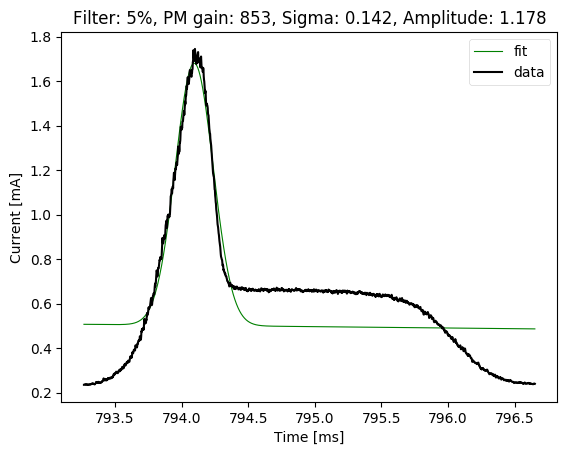 Filter: 5%, PM gain: 853, Sigma: 0.142, Amplitude: 1.178
fit
data
1.8
1.6
1.4
1.2
1.0
0.8
0.6
0.4
0.2
Current [mA]
793.5 794.0 794.5 795.0 795.5 796.0 796.5
Time [ms]